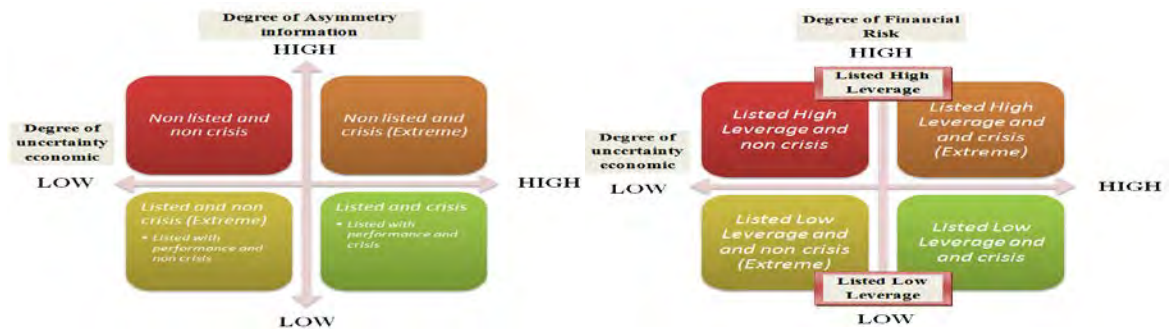 Degree of Asymmetry
information
HIGH
Non listed and
non crisis
Non listed and
crisis (Extreme)
Degree of
uncertainty
economic
LOW
HIGH
Listed and non
crisis (Extreme)
• Listed with
performance and
non crisis
Listed and crisis
• Listed with
performance and
crisis
LOW
Degree of Financial
Risk
HIGH
Listed High
Leverage
Listed High
Leverage and
non crisis
Listed High
Leverage and
and crisis
(Extreme)
Degree of
uncertainty
economic
LOW
HIGH
Listed Low
Leverage and
and non crisis
(Extreme)
Listed Low
Leverage and
and crisis
Listed Low
Leverage
LOW